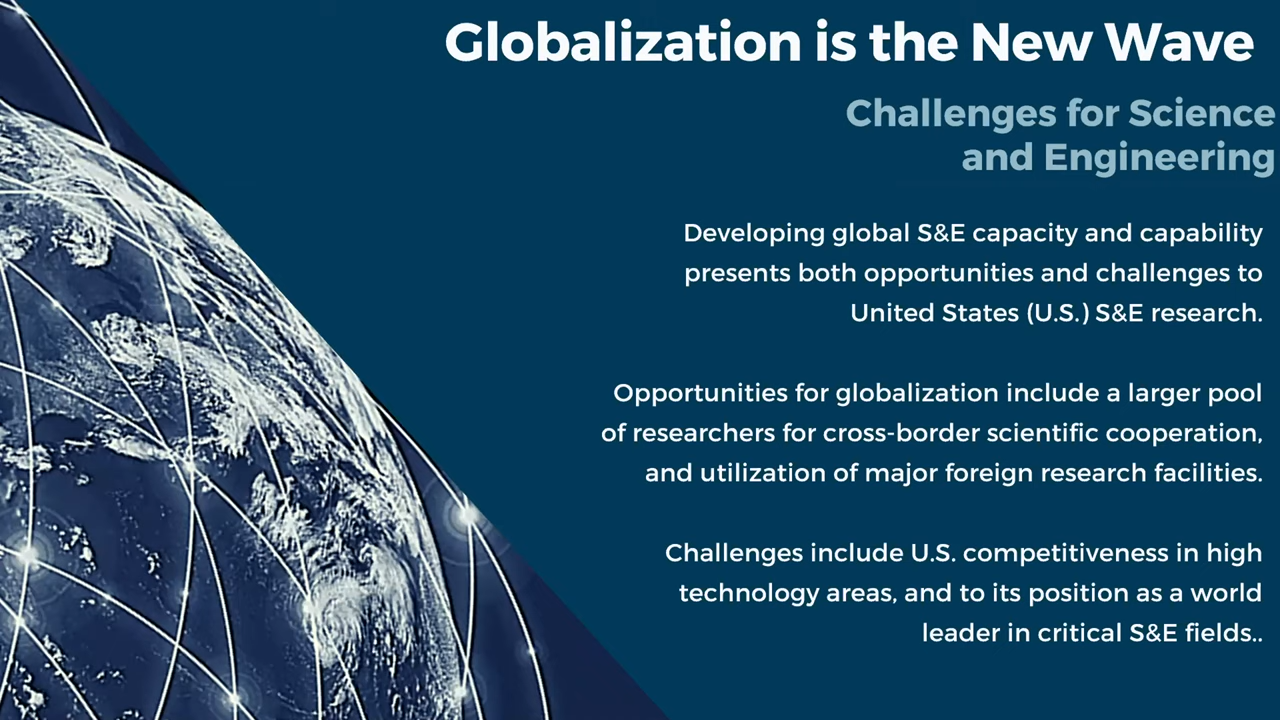 Globalization is the New Wave
Challenges for Science
and Engineering
Developing global S&E capacity and capability
presents both opportunities and challenges to
United States (U.S.) S&E research.
Opportunities for globalization include a larger pool
of researchers for cross-border scientific cooperation,
and utilization of major foreign research facilities.
Challenges include U.S. competitiveness in high
technology areas, and to its position as a world
leader in critical S&E fields..